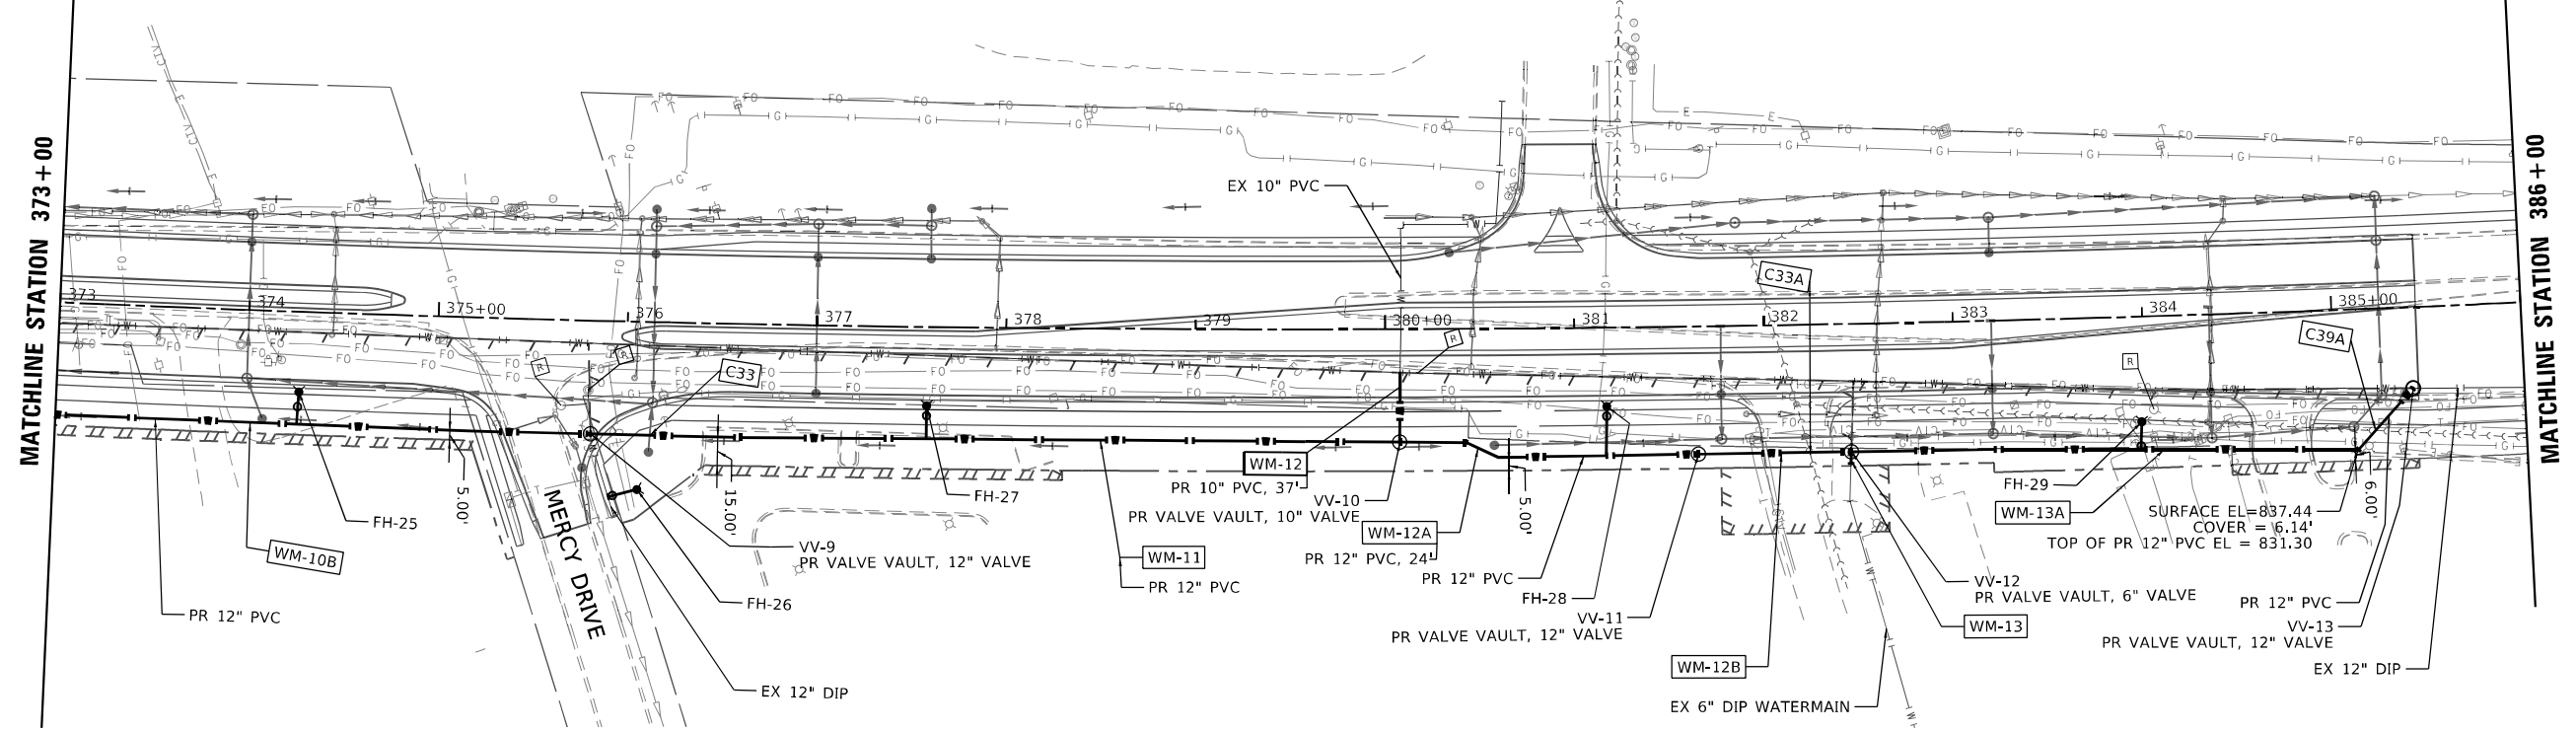 MATCHLINE STATION 373+00
MATCHLINE STATION 386+00
EX 10" PVC
C33A
373
374
375+00
376
377
378
379
380+00
381
382
383
384
385+00
C39A
R
R
R
R
C33
FH-25
WM-10B
PR 12" PVC
5.00'
MERCY DRIVE
15.00'
VV-9
PR VALVE VAULT, 12" VALVE
FH-26
EX 12" DIP
FH-27
WM-11
PR 12" PVC
WM-12
PR 10" PVC, 37'
VV-10
PR VALVE VAULT, 10" VALVE
WM-12A
PR 12" PVC, 24'
PR 12" PVC
5.00'
FH-28
VV-11
PR VALVE VAULT, 12" VALVE
WM-12B
EX 6" DIP WATERMAIN
VV-12
PR VALVE VAULT, 6" VALVE
WM-13
FH-29
WM-13A
SURFACE EL=837.44
COVER = 6.14'
TOP OF PR 12" PVC EL = 831.30
6.00'
PR 12" PVC
VV-13
PR VALVE VAULT, 12" VALVE
EX 12" DIP